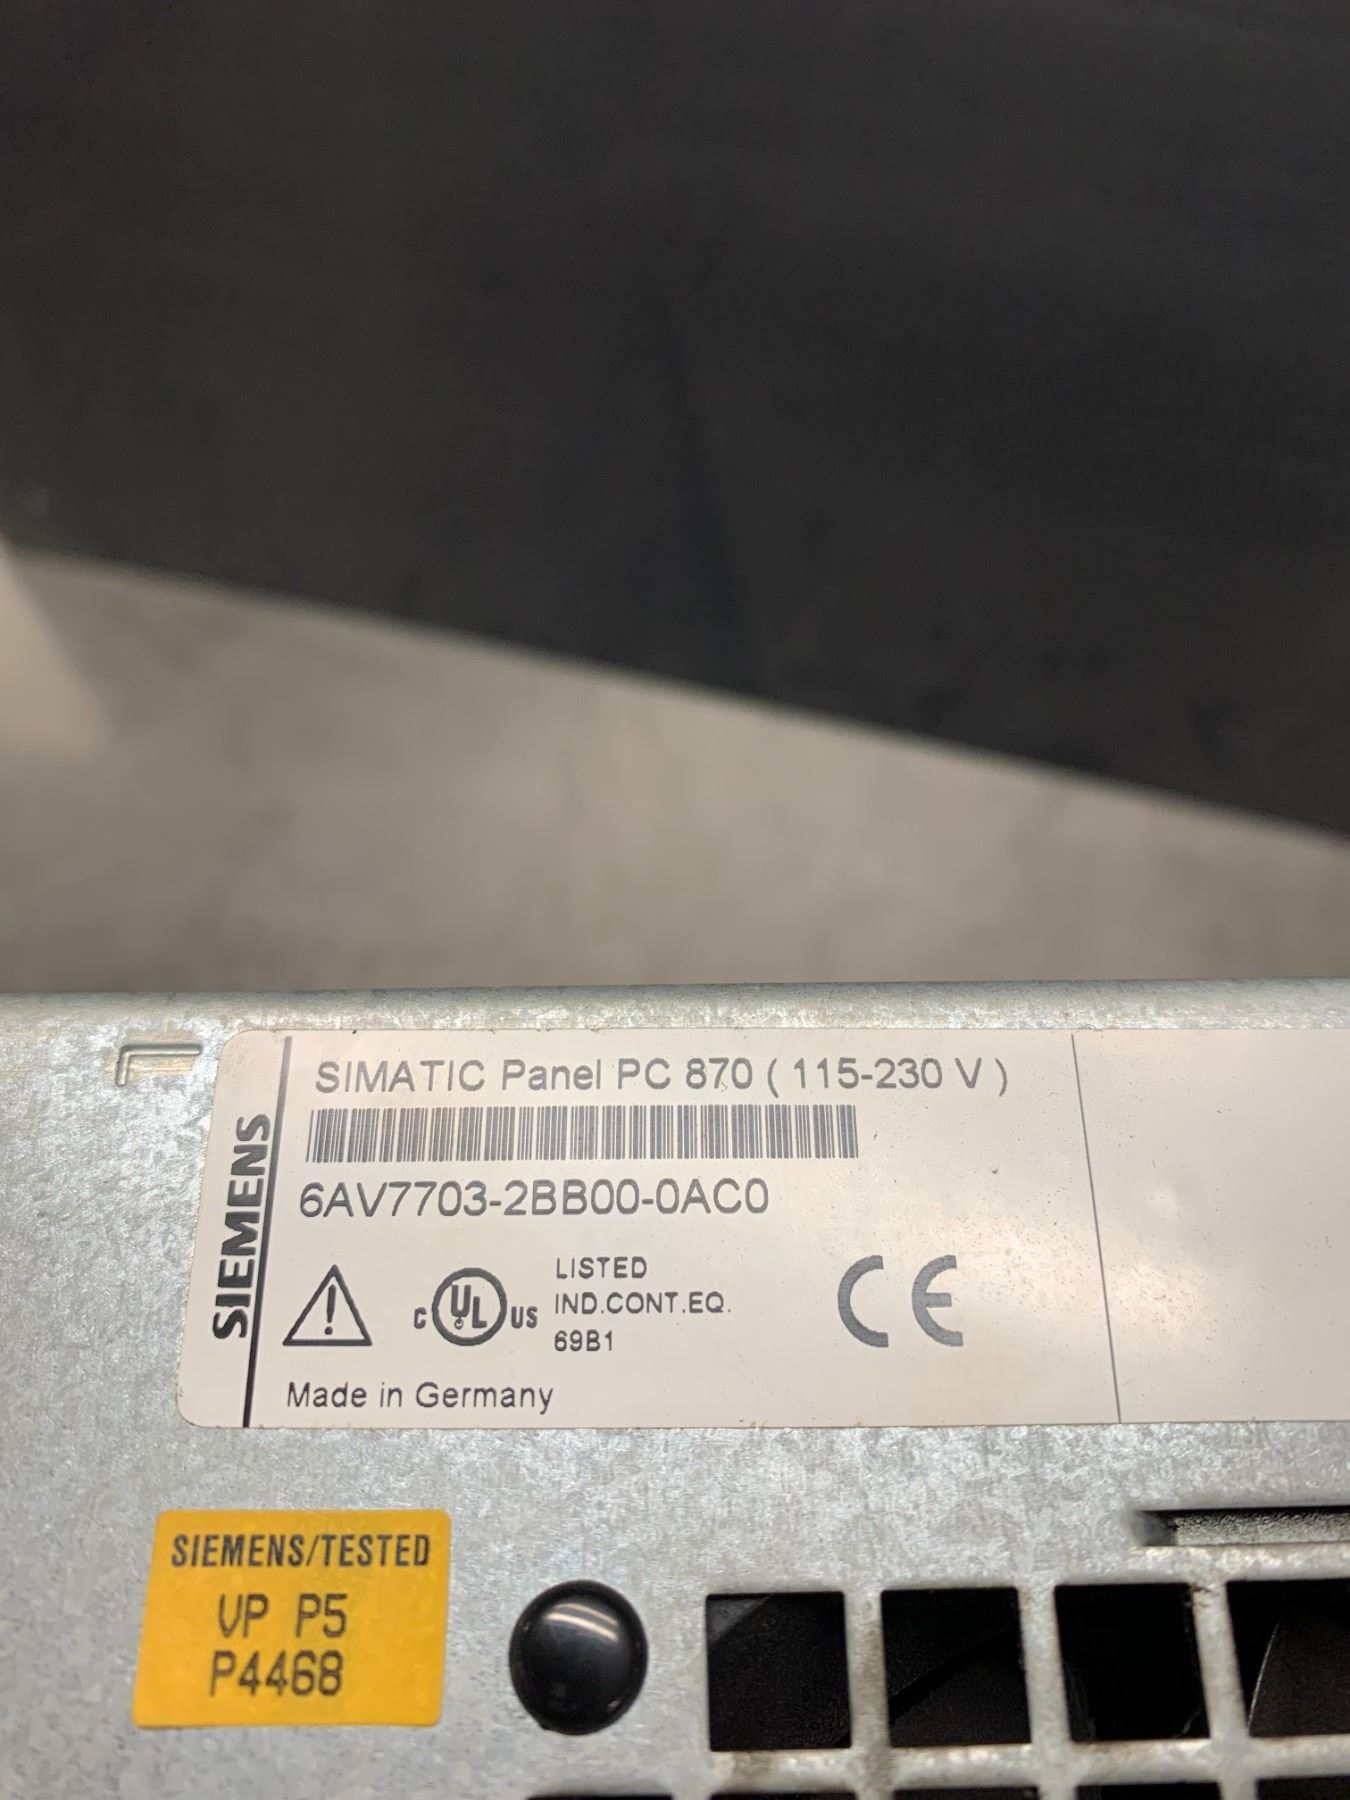 SIEMENS
SIMATIC Panel PC 870 ( 115-230 V )
6AV7703-2BB00-0AC0
C UL US
LISTED
IND.CONT.EQ.
69B1
CE
Made in Germany
SIEMENS/TESTED
VP P5
P4468